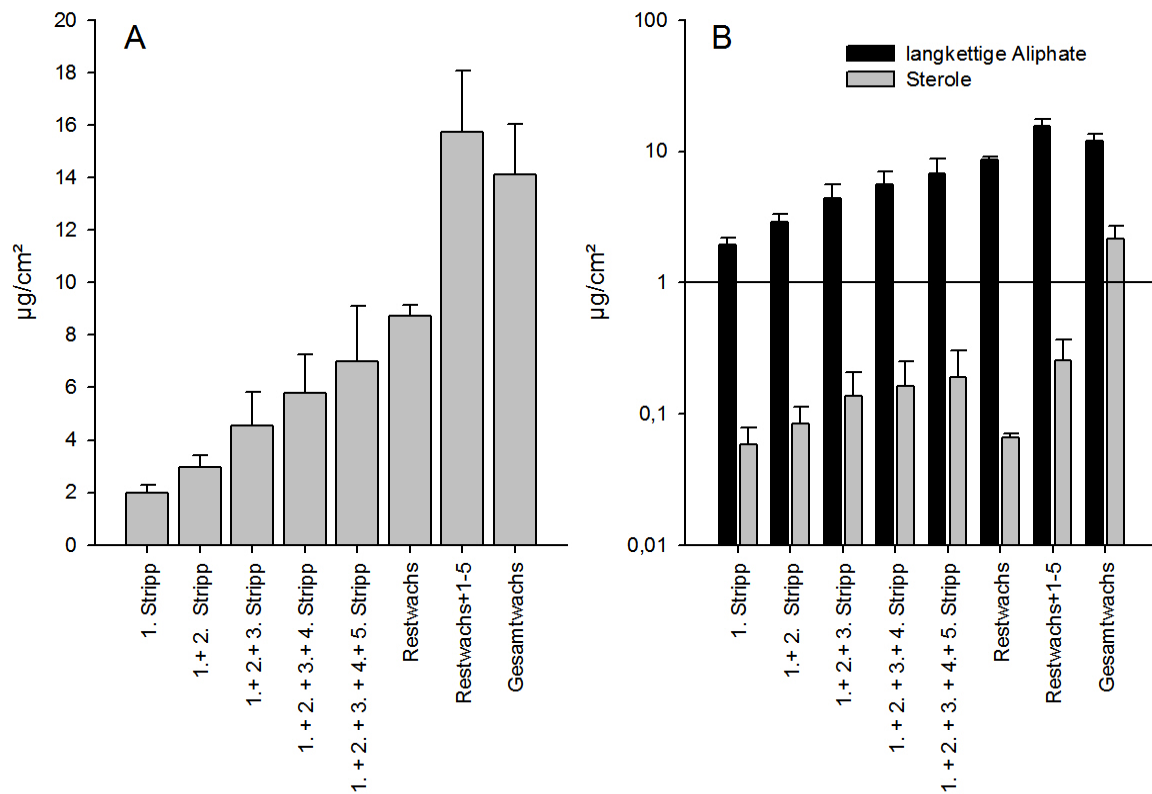 A
20
18
16
14
12
10
8
6
4
2
0
µg/cm²
1. Stripp
1.+ 2. Stripp
1.+ 2.+ 3. Stripp
1. + 2. + 3.+ 4. Stripp
1. + 2. + 3. + 4.+ 5. Stripp
Restwachs
Restwachs+1-5
Gesamtwachs
B
langkettige Aliphate
Sterole
100
10
1
0,1
0,01
µg/cm²
1. Stripp
1.+ 2. Stripp
1.+ 2.+ 3. Stripp
1. + 2. + 3.+ 4. Stripp
1. + 2. + 3. + 4.+ 5. Stripp
Restwachs
Restwachs+1-5
Gesamtwachs